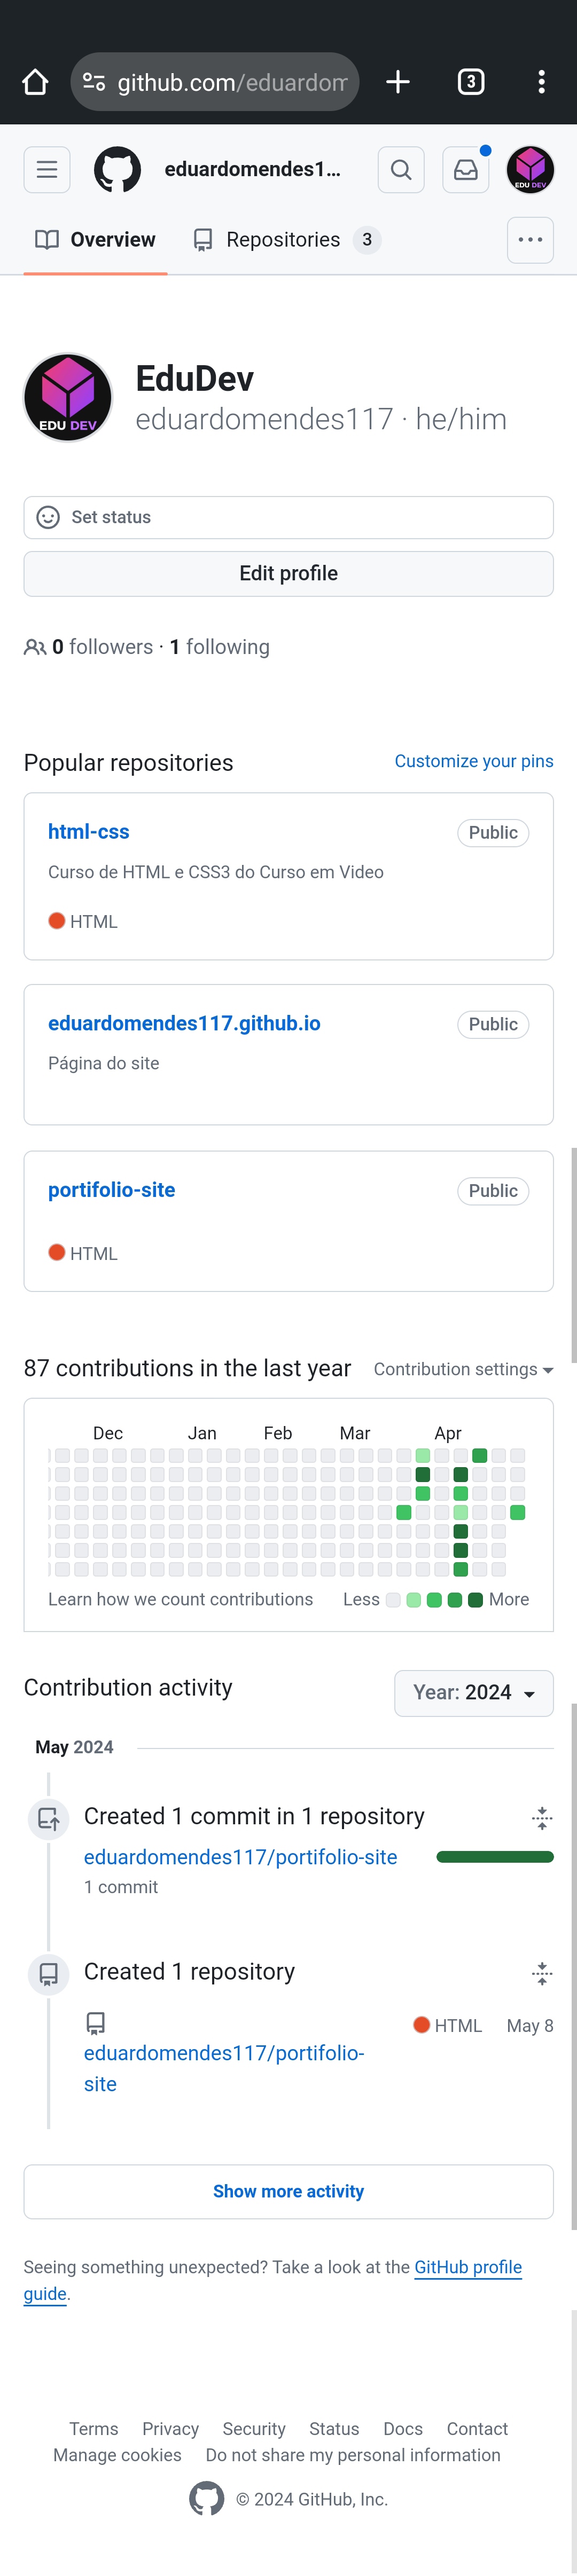 github.com/eduardom
3
eduardomendes1...
EDU DEV
Overview
Repositories 3
EDU DEV
EduDev
eduardomendes117 · he/him
Set status
Edit profile
0 followers · 1 following
Popular repositories
Customize your pins
html-css
Public
Curso de HTML e CSS3 do Curso em Video
HTML
eduardomendes117.github.io
Public
Página do site
portifolio-site
Public
HTML
87 contributions in the last year
Contribution settings
Dec Jan Feb Mar Apr
Learn how we count contributions
Less More
Contribution activity
Year: 2024
May 2024
Created 1 commit in 1 repository
eduardomendes117/portifolio-site
1 commit
Created 1 repository
HTML May 8
eduardomendes117/portifolio-
site
Show more activity
Seeing something unexpected? Take a look at the GitHub profile
guide.
Terms Privacy Security Status Docs Contact
Manage cookies Do not share my personal information
© 2024 GitHub, Inc.